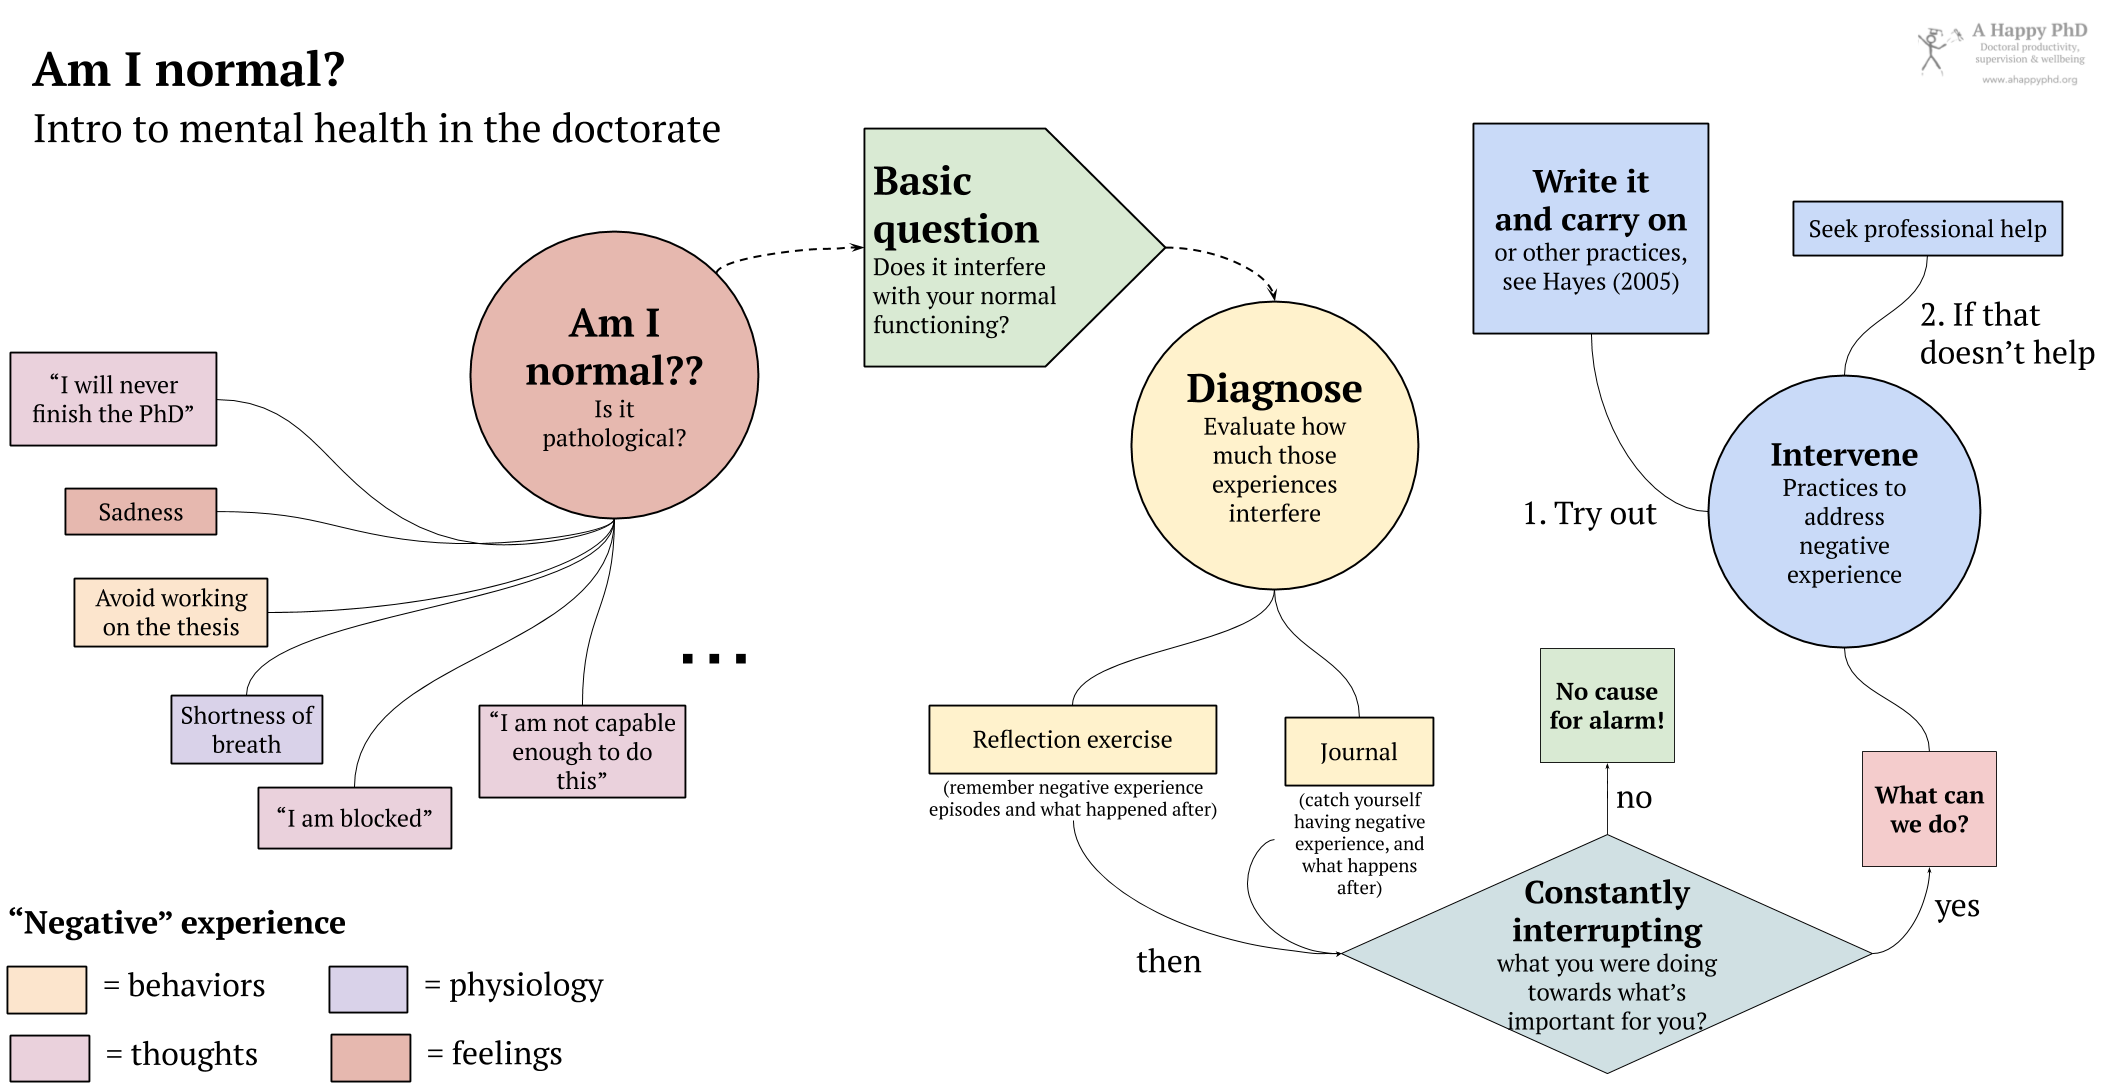 Am I normal?
Intro to mental health in the doctorate
A Happy PhD
Doctoral productivity,
supervision & wellbeing
www.ahappyphd.org
Am I
normal??
Is it
pathological?
“I will never
finish the PhD”
Sadness
Avoid working
on the thesis
Shortness of
breath
“I am blocked”
“I am not capable
enough to do
this”
...
“Negative” experience
= behaviors
= physiology
= thoughts
= feelings
Basic
question
Does it interfere
with your normal
functioning?
Diagnose
Evaluate how
much those
experiences
interfere
Reflection exercise
(remember negative experience
episodes and what happened after)
Journal
(catch yourself
having negative
experience, and
what happens
after)
then
Constantly
interrupting
what you were doing
towards what’s
important for you?
no
No cause
for alarm!
yes
What can
we do?
Intervene
Practices to
address
negative
experience
1. Try out
Write it
and carry on
or other practices,
see Hayes (2005)
2. If that
doesn’t help
Seek professional help